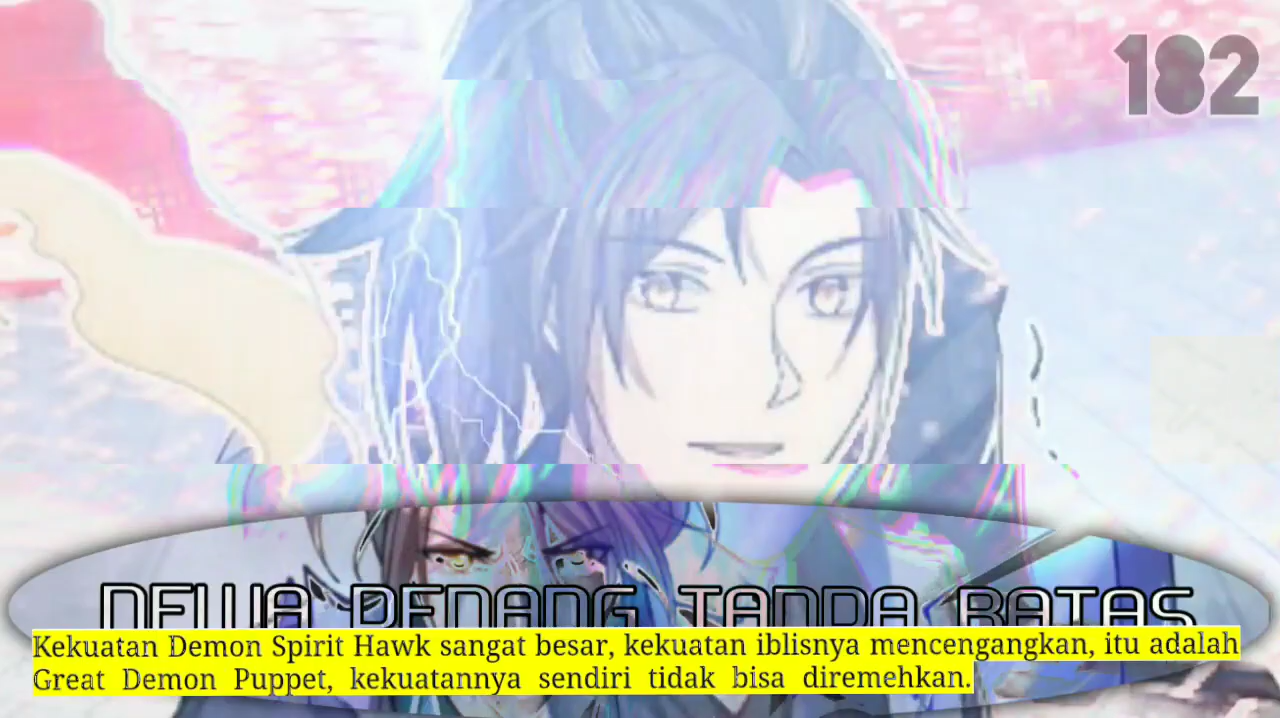 182
DEWA PEDANG TANPA BATAS
Kekuatan Demon Spirit Hawk sangat besar, kekuatan iblisnya mencengangkan, itu adalah
Great Demon Puppet, kekuatannya sendiri tidak bisa diremehkan.